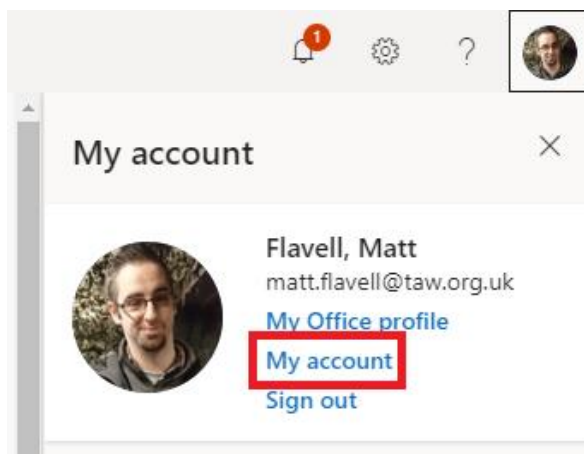 1
?
My account
Flavell, Matt
matt.flavell@taw.org.uk
My Office profile
My account
Sign out